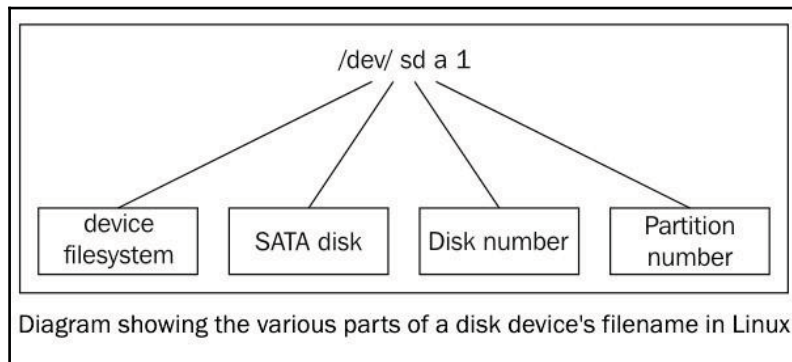 /dev/ sd a 1
device
filesystem
SATA disk
Disk number
Partition
number
Diagram showing the various parts of a disk device's filename in Linux